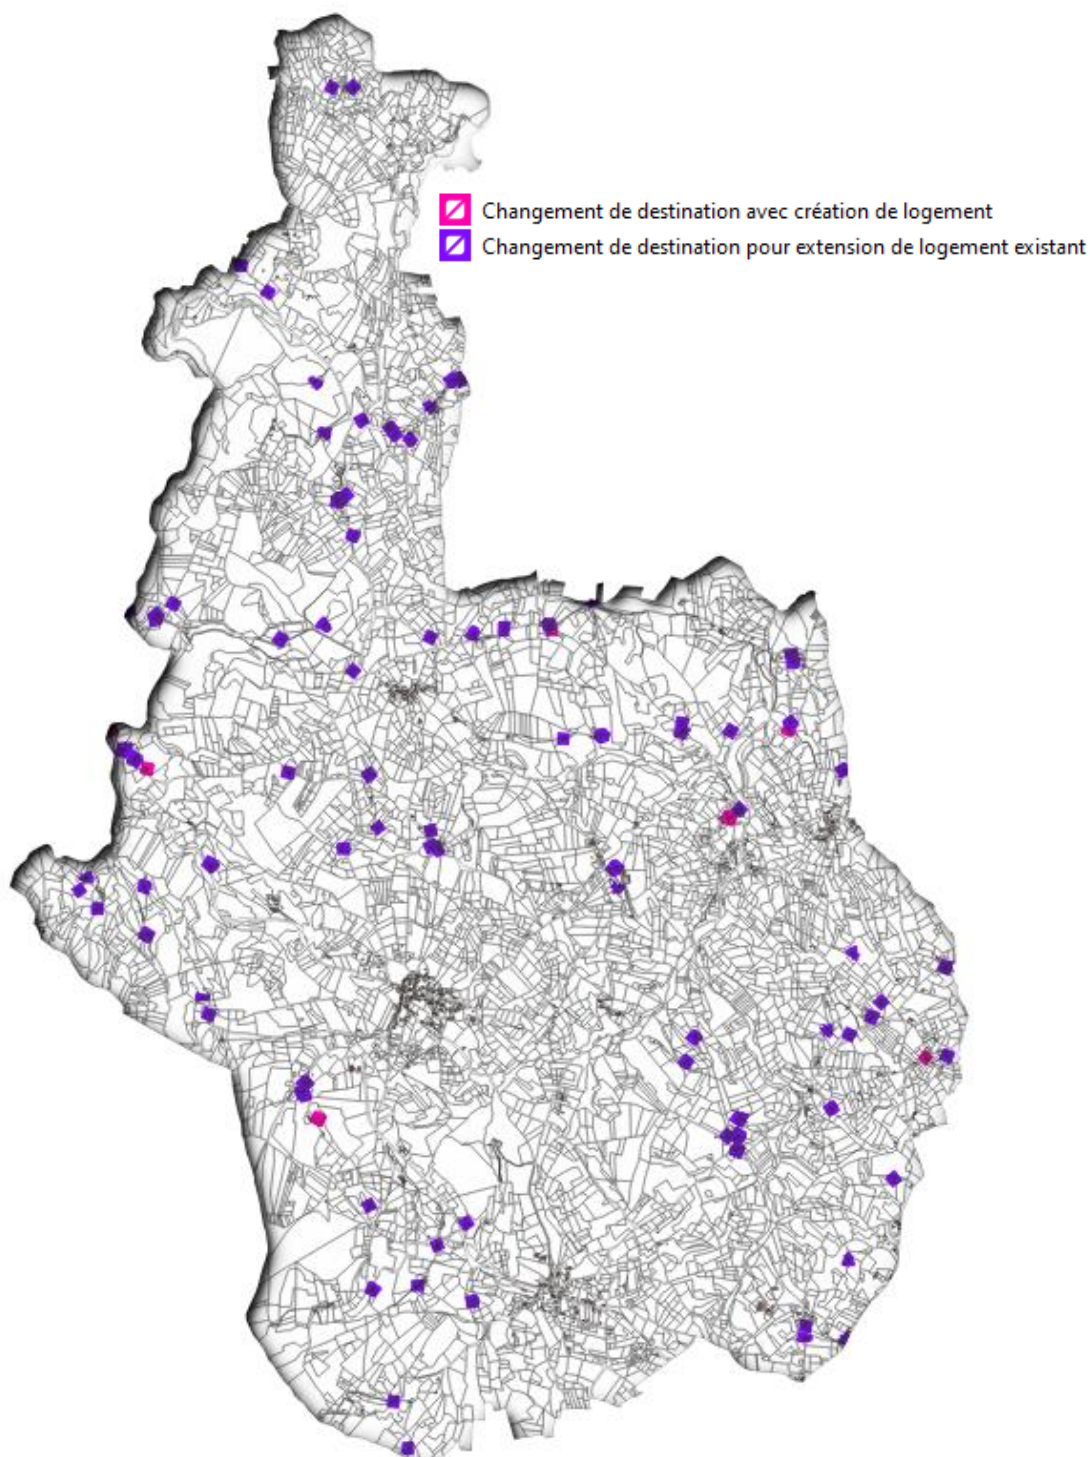 Changement de destination avec création de logement
Changement de destination pour extension de logement existant